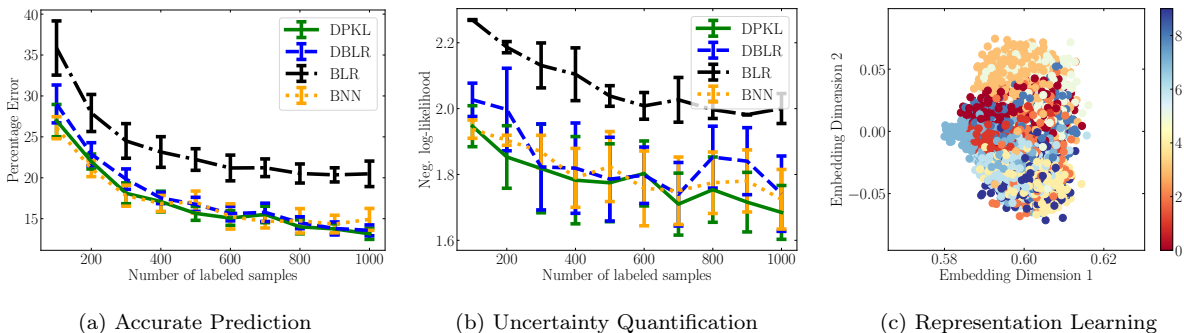 40
35
30
25
20
15
Percentage Error
200
400
600
800
1000
Number of labeled samples
DPKL
DBLR
BLR
BNN
(a) Accurate Prediction
2.2
2.0
1.8
1.6
Neg. log-likelihood
200
400
600
800
1000
Number of labeled samples
DPKL
DBLR
BLR
BNN
(b) Uncertainty Quantification
0.05
0.00
−0.05
Embedding Dimension 2
0.58
0.60
0.62
Embedding Dimension 1
8
6
4
2
0
(c) Representation Learning